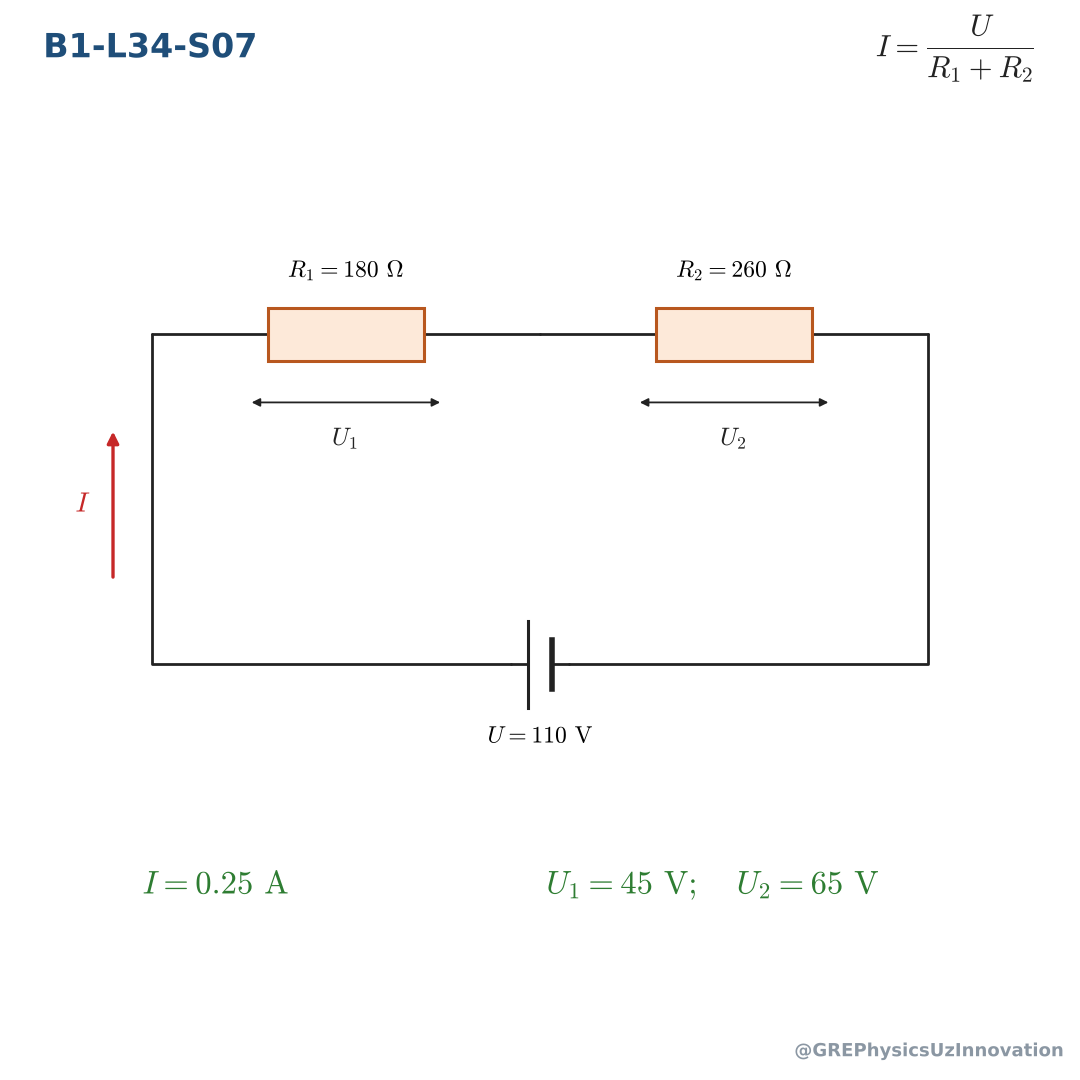 B1-L34-S07
I = U / (R₁ + R₂)
R₁ = 180 Ω
R₂ = 260 Ω
U₁
U₂
I
U = 110 V
I = 0.25 A
U₁ = 45 V; U₂ = 65 V
@GREPhysicsUzInnovation